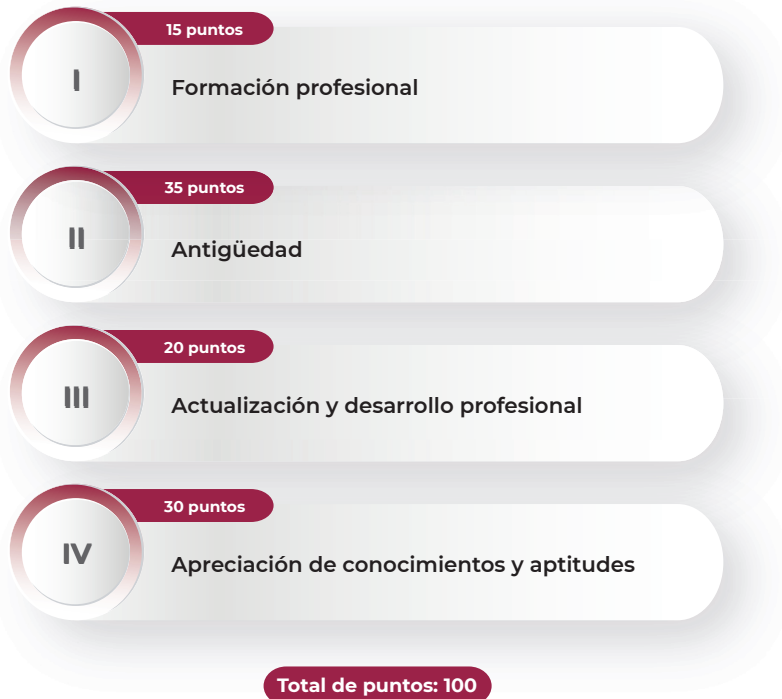 15 puntos
I
Formación profesional
35 puntos
II
Antigüedad
20 puntos
III
Actualización y desarrollo profesional
30 puntos
IV
Apreciación de conocimientos y aptitudes
Total de puntos: 100